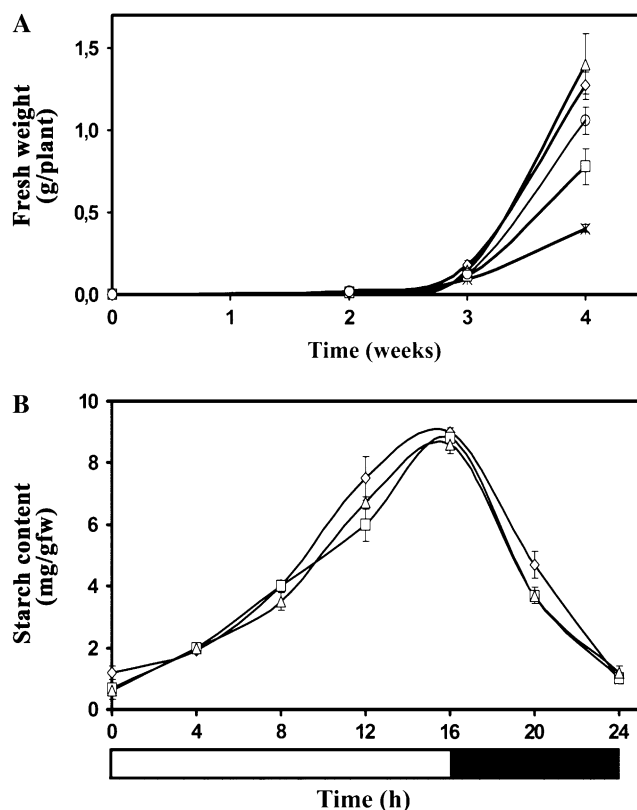 A
Fresh weight
(g/plant)
1,5
1,0
0,5
0,0
0 1 2 3 4
Time (weeks)
B
Starch content
(mg/gfw)
10
8
6
4
2
0
0 4 8 12 16 20 24
Time (h)